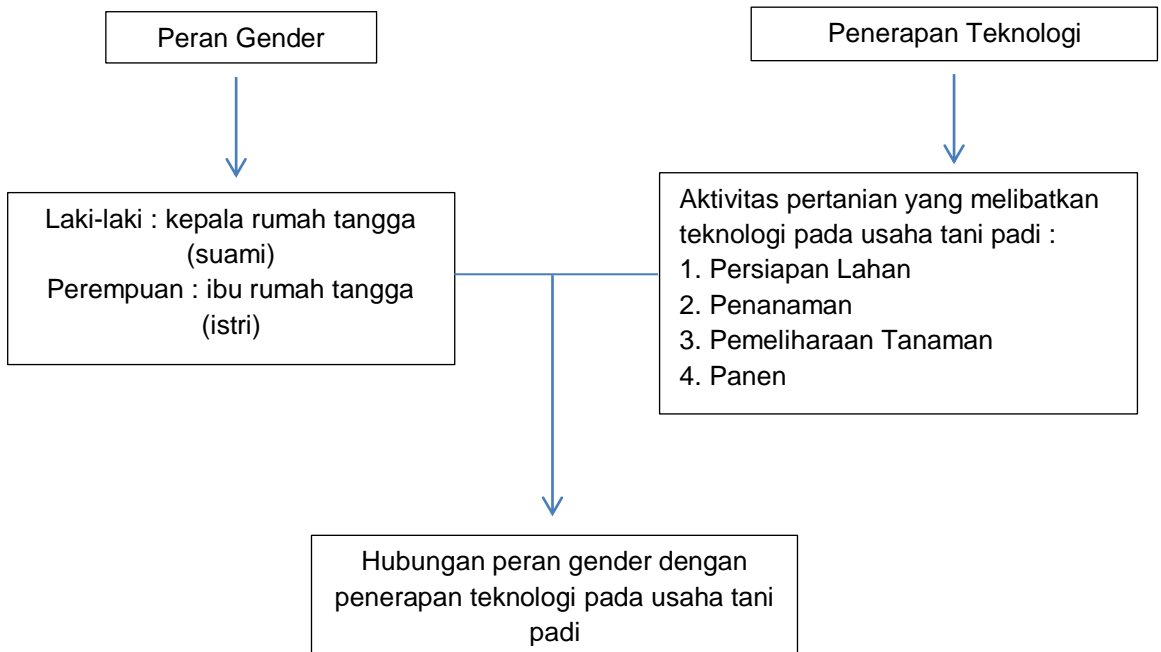 Peran Gender
Penerapan Teknologi
Laki-laki : kepala rumah tangga
(suami)
Perempuan : ibu rumah tangga
(istri)
Aktivitas pertanian yang melibatkan
teknologi pada usaha tani padi :
1. Persiapan Lahan
2. Penanaman
3. Pemeliharaan Tanaman
4. Panen
Hubungan peran gender dengan
penerapan teknologi pada usaha tani
padi